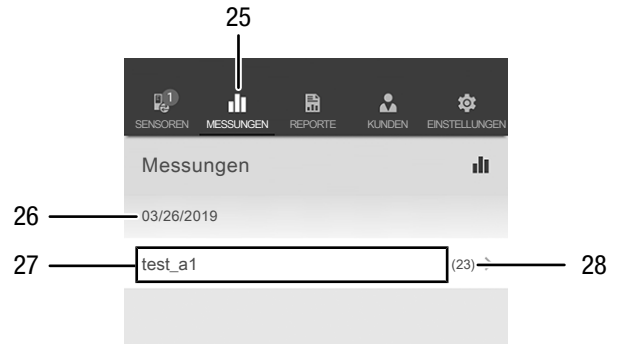 25
1
SENSOREN MESSUNGEN REPORTE KUNDEN EINSTELLUNGEN
Messungen
26 03/26/2019
27 test_a1 (23) 28